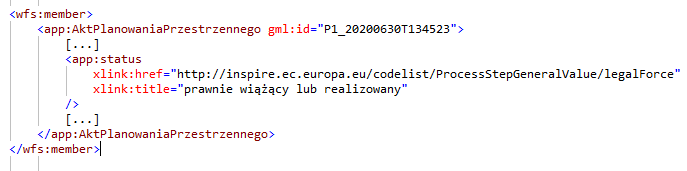 <wfs:member>
<app:AktPlanowaniaPrzestrzennego gml:id="P1_20200630T134523">
[...]
<app:status
xlink:href="http://inspire.ec.europa.eu/codelist/ProcessStepGeneralValue/legalForce"
xlink:title="prawnie wiążący lub realizowany"
/>
[...]
</app:AktPlanowaniaPrzestrzennego>
</wfs:member>